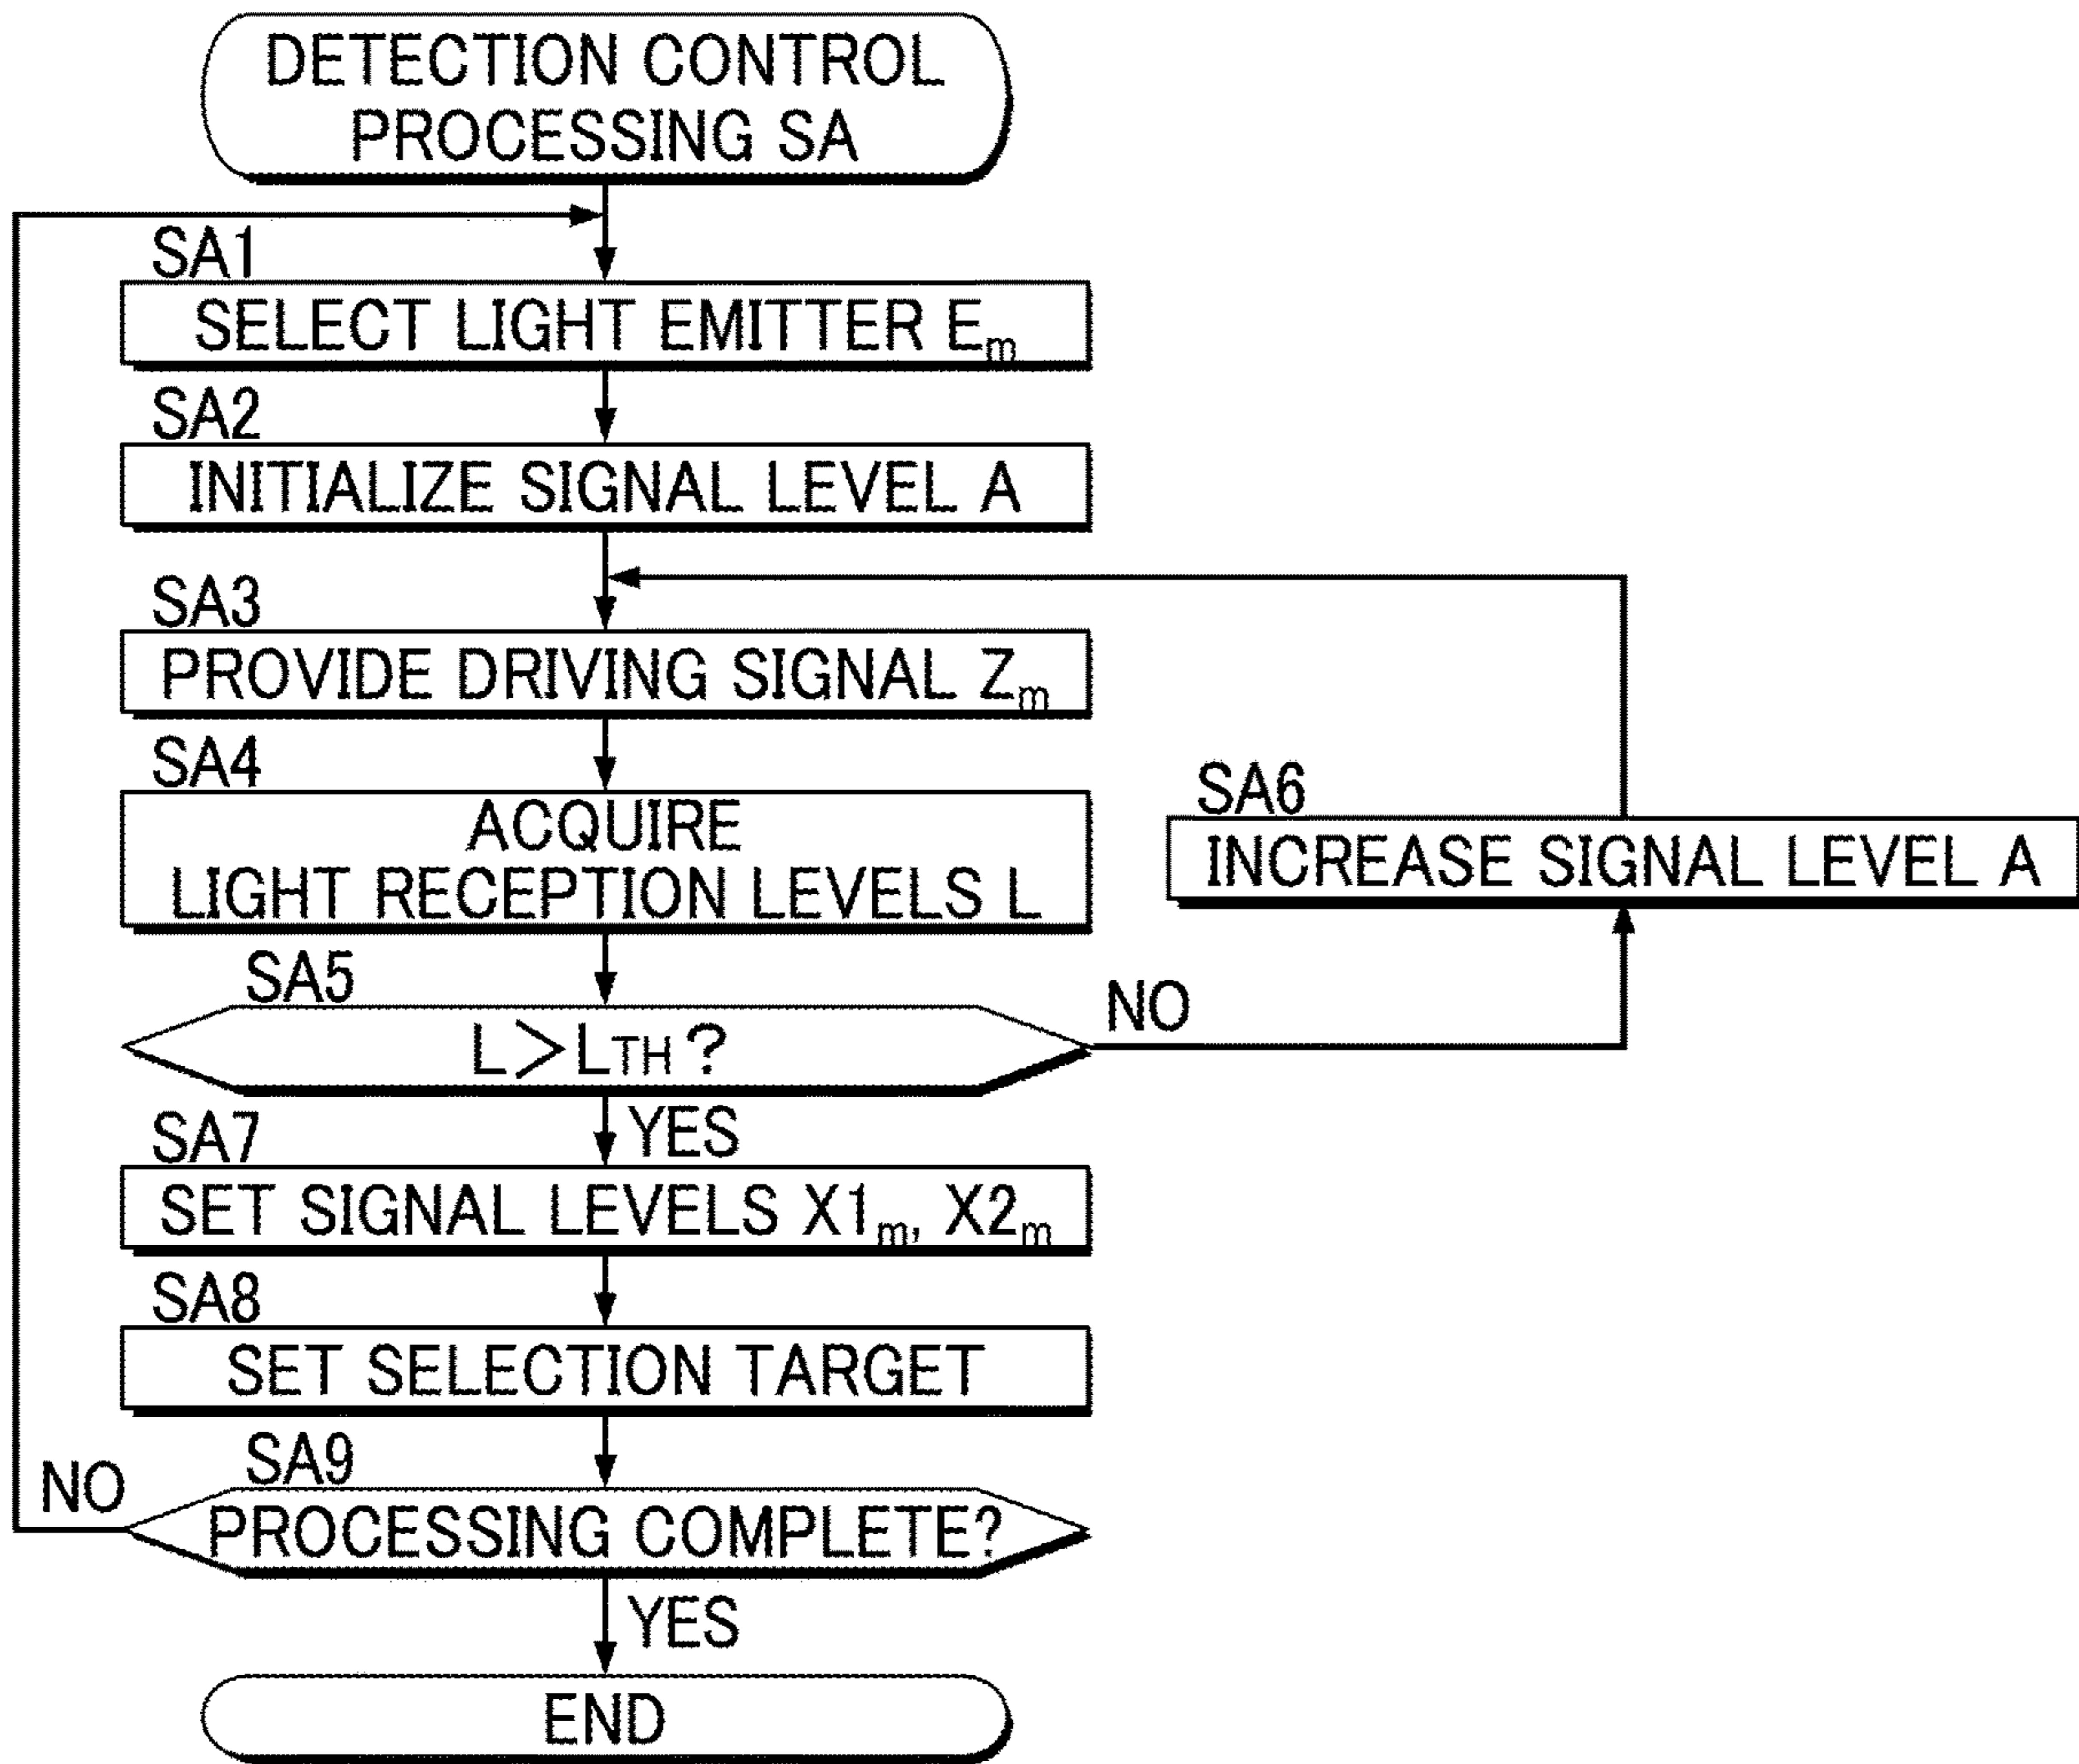 DETECTION CONTROL
PROCESSING SA
SA1
SELECT LIGHT EMITTER Em
SA2
INITIALIZE SIGNAL LEVEL A
SA3
PROVIDE DRIVING SIGNAL Zm
SA4
ACQUIRE
LIGHT RECEPTION LEVELS L
SA5
L>LTH?
NO
SA6
INCREASE SIGNAL LEVEL A
YES
SA7
SET SIGNAL LEVELS X1m, X2m
SA8
SET SELECTION TARGET
SA9
NO
PROCESSING COMPLETE?
YES
END